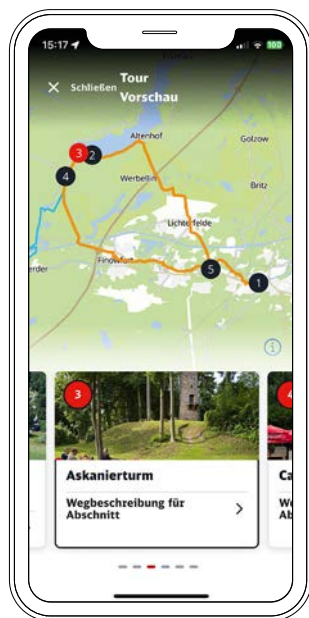 15:17
100
Schließen
Tour
Vorschau
Altenhof
Golzow
3
2
4
Werbellin
Britz
Lichterfelde
Finowfurt
5
1
3
4
Askanierturm
Ca
Wegbeschreibung für
Abschnitt
We
Ab